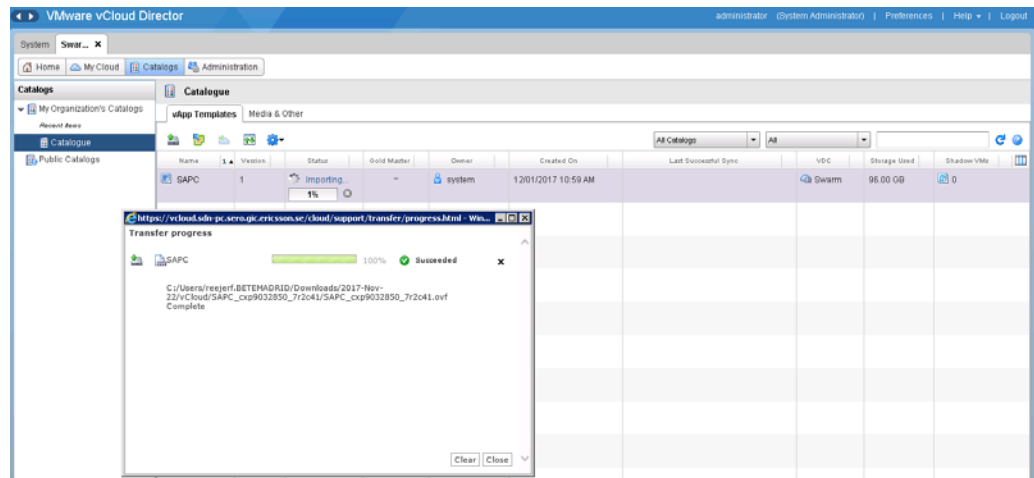 VMware vCloud Director
administrator (System Administrator) | Preferences | Help | Logout
System Swar...
Home My Cloud Catalogs Administration
Catalogs
My Organization's Catalogs
Recent Items
Catalogue
Public Catalogs
Catalogue
vApp Templates Media & Other
All Catalogs All
Name 1 Version Status Gold Master Owner Created On Last Successful Sync VDC Storage Used Shadow VMs
SAPC 1 Importing... - system 12/01/2017 10:59 AM Swarm 96.00 GB 0
1%
https://vcloud.sdn-pc.sero.gic.ericsson.se/cloud/support/transfer/progress.html - Win...
Transfer progress
SAPC 100% Succeeded x
C:/Users/reejerf.BETEMADRID/Downloads/2017-Nov-
22/vCloud/SAPC_cxp9032850_7r2c41/SAPC_cxp9032850_7r2c41.ovf
Complete
Clear Close